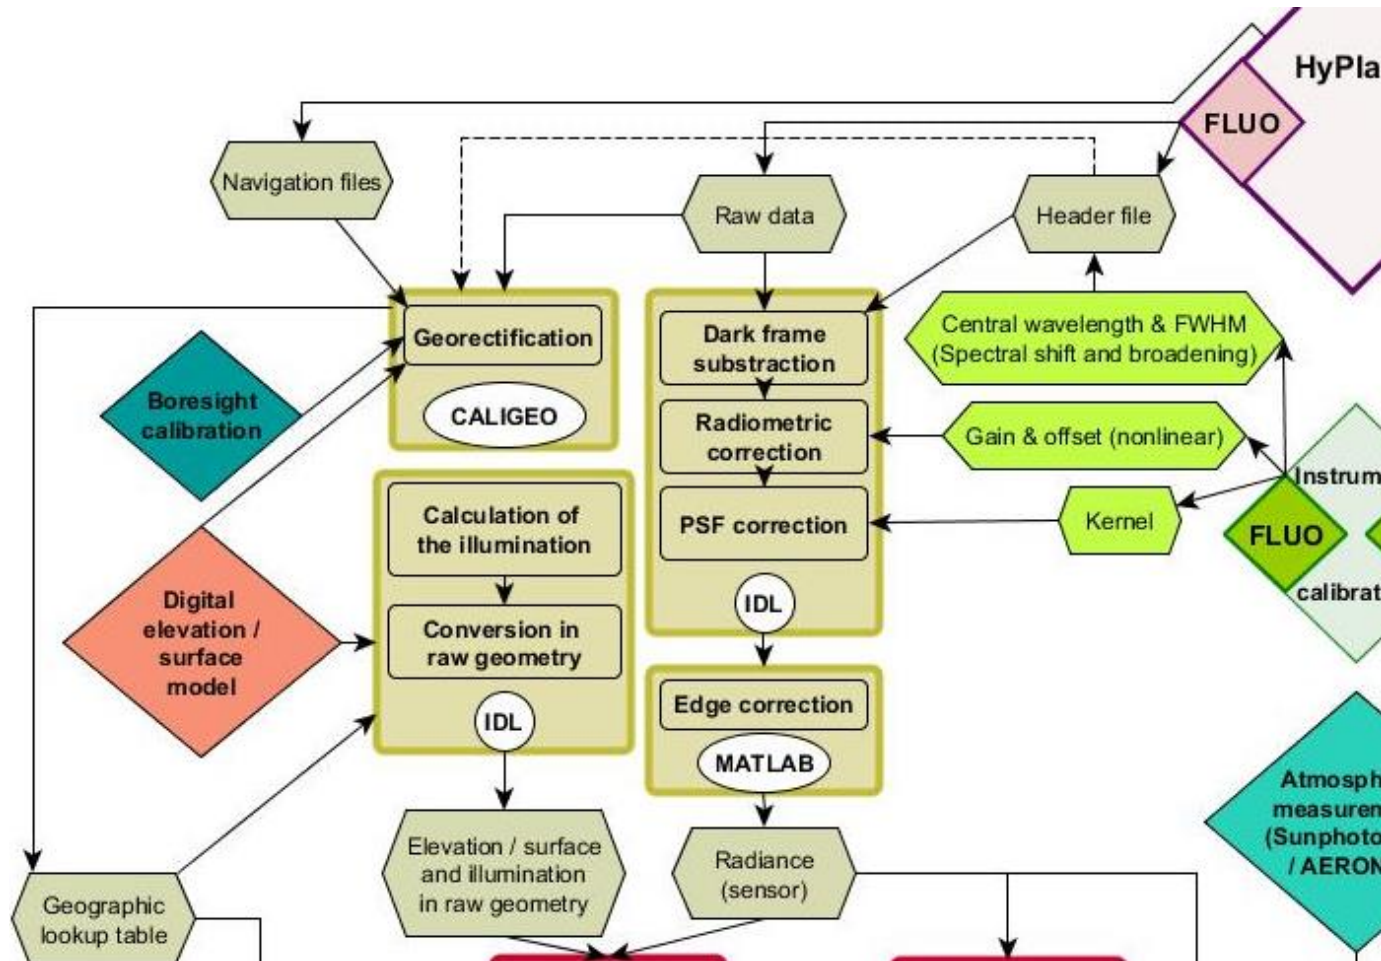 HyPla
FLUO
Navigation files
Raw data
Header file
Georectification
CALIGEO
Dark frame
substraction
Radiometric
correction
PSF correction
IDL
Central wavelength & FWHM
(Spectral shift and broadening)
Gain & offset (nonlinear)
Kernel
Instrum
FLUO
calibrat
Boresight
calibration
Digital
elevation /
surface
model
Calculation of
the illumination
Conversion in
raw geometry
IDL
Edge correction
MATLAB
Atmosph
measuren
(Sunphoto
/ AERON
Elevation / surface
and illumination
in raw geometry
Radiance
(sensor)
Geographic
lookup table